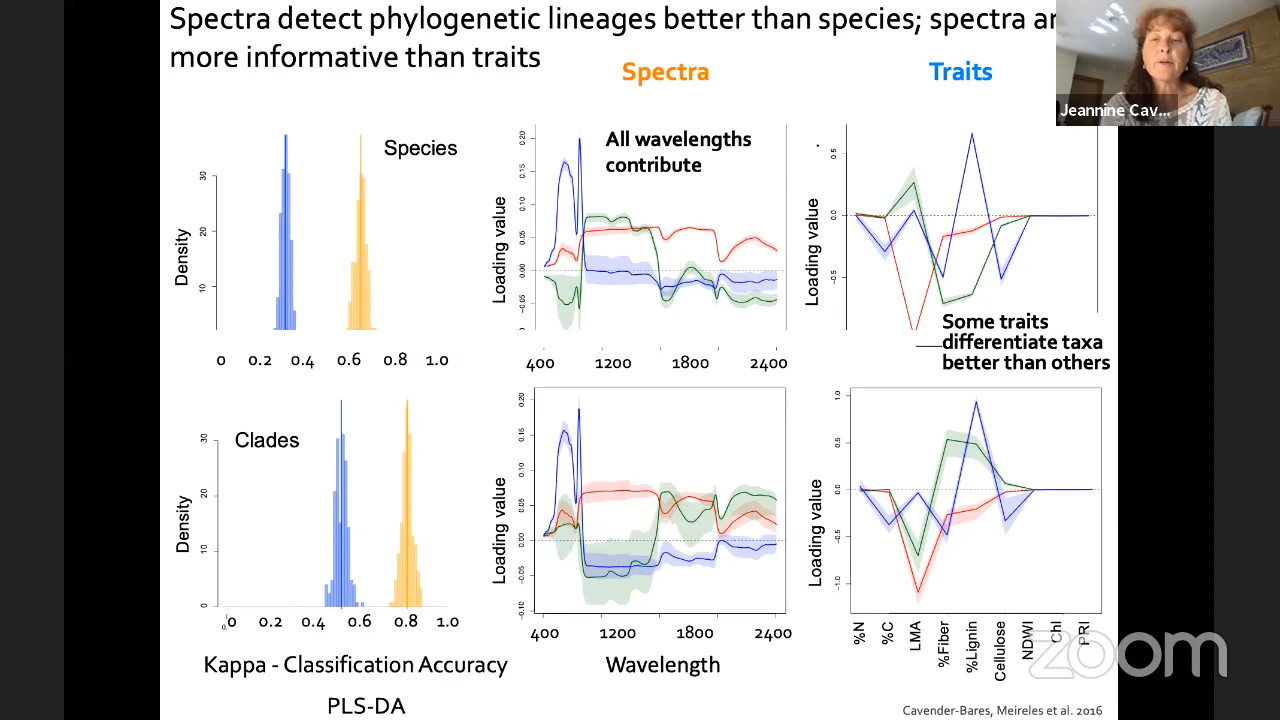 Spectra detect phylogenetic lineages better than species; spectra
more informative than traits
Spectra
Traits
Jeannine Cav...
Species
Density
30
20
10
0 0.2 0.4 0.6 0.8 1.0
All wavelengths
contribute
Loading value
0.20
0.15
0.10
0.05
0.00
-0.05
400 1200 1800 2400
Loading value
0.5
0.0
-0.5
Some traits
differentiate taxa
better than others
Clades
Density
30
20
10
0
0 0.2 0.4 0.6 0.8 1.0
Kappa - Classification Accuracy
PLS-DA
Loading value
0.20
0.15
0.10
0.05
0.00
-0.05
-0.10
400 1200 1800 2400
Wavelength
Loading value
1.0
0.5
0.0
-0.5
-1.0
%N
%C
LMA
%Fiber
%Lignin
Cellulose
NDWI
Chl
PRI
zoom
Cavender-Bares, Meireles et al. 2016